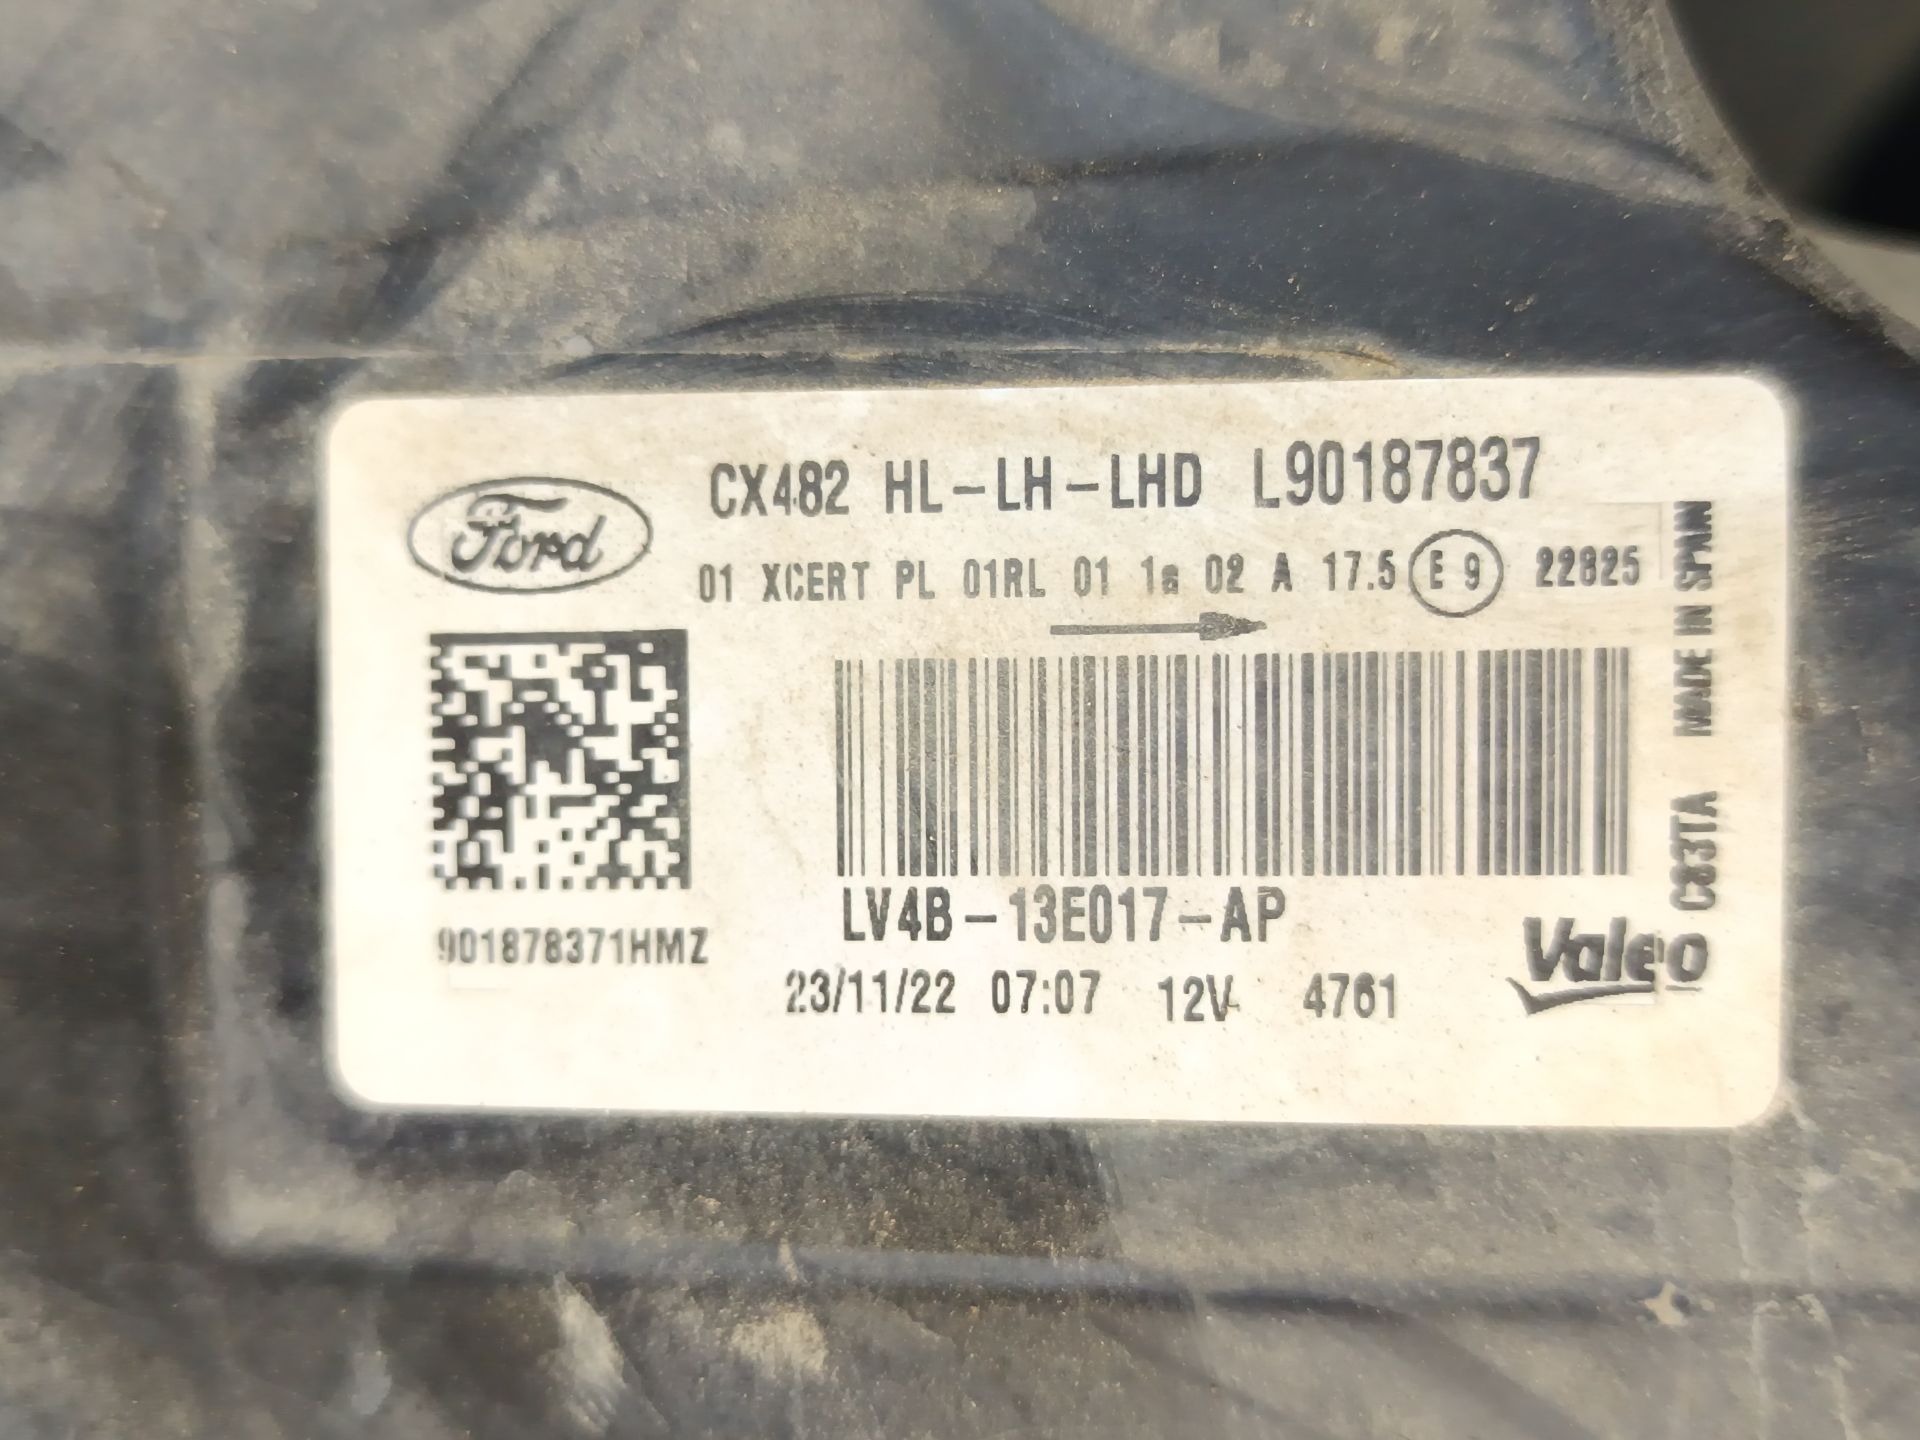 Ford
CX482 HL-LH-LHD L90187837
01 XCERT PL 01RL 01 1a 02 A 17.5 E 9 22825
901878371HMZ
LV4B-13E017-AP
23/11/22 07:07 12V 4761
Valeo
C83TA MADE IN SPAIN